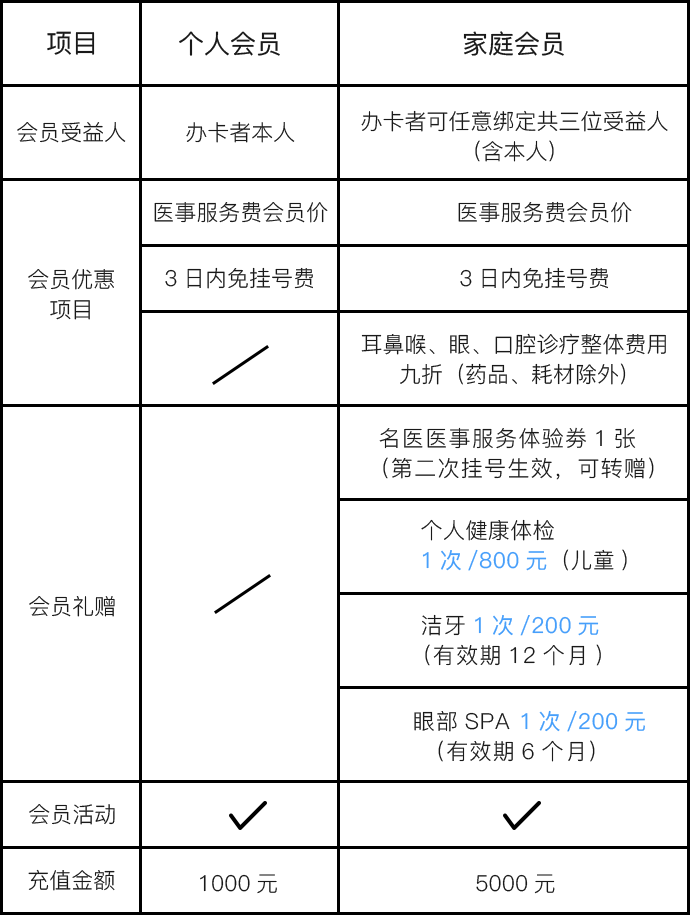 项目
个人会员
家庭会员
会员受益人
办卡者本人
办卡者可任意绑定共三位受益人
（含本人）
会员优惠
项目
医事服务费会员价
医事服务费会员价
3 日内免挂号费
3 日内免挂号费
耳鼻喉、眼、口腔诊疗整体费用
九折（药品、耗材除外）
会员礼赠
名医医事服务体验券 1 张
（第二次挂号生效，可转赠）
个人健康体检
1 次 /800 元（儿童 ）
洁牙 1 次 /200 元
（有效期 12 个月 ）
眼部 SPA 1 次 /200 元
（有效期 6 个月）
会员活动
充值金额
1000 元
5000 元